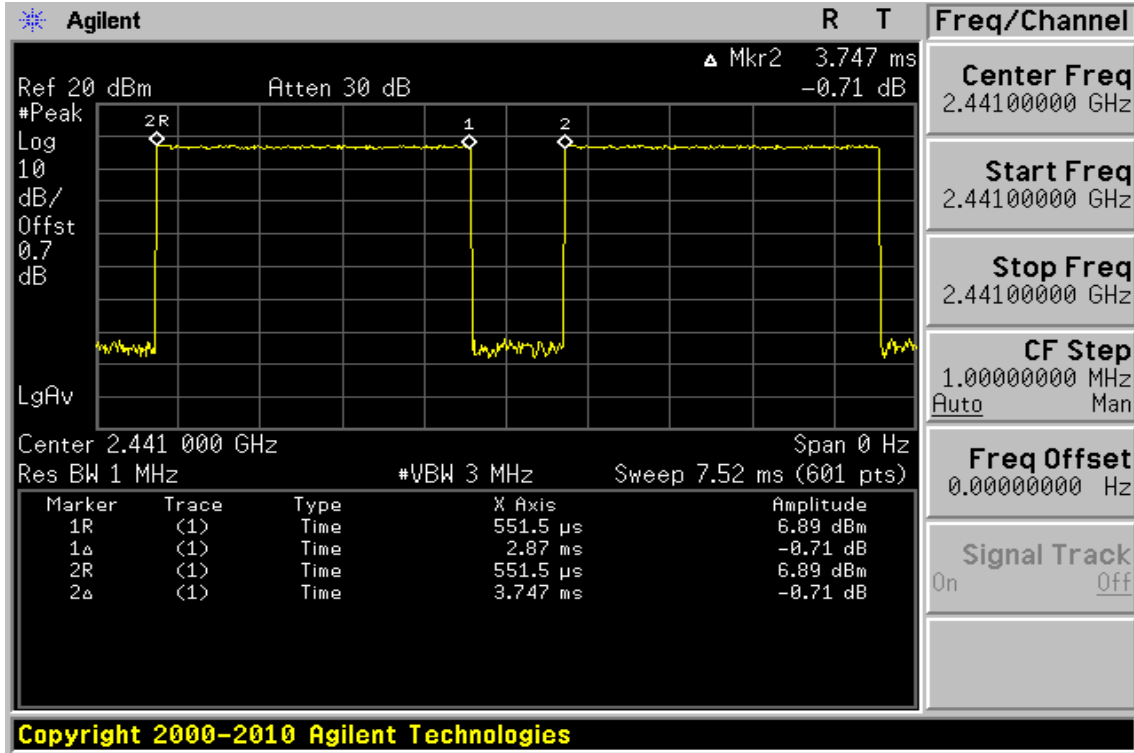 Agilent R T
Δ Mkr2 3.747 ms
Ref 20 dBm Atten 30 dB -0.71 dB
#Peak
Log
10
dB/
Offst
0.7
dB
2R 1 2
LgAv
Center 2.441 000 GHz Span 0 Hz
Res BW 1 MHz #VBW 3 MHz Sweep 7.52 ms (601 pts)
Marker Trace Type X Axis Amplitude
1R (1) Time 551.5 µs 6.89 dBm
1Δ (1) Time 2.87 ms -0.71 dB
2R (1) Time 551.5 µs 6.89 dBm
2Δ (1) Time 3.747 ms -0.71 dB
Copyright 2000-2010 Agilent Technologies
Freq/Channel
Center Freq
2.44100000 GHz
Start Freq
2.44100000 GHz
Stop Freq
2.44100000 GHz
CF Step
1.00000000 MHz
Auto Man
Freq Offset
0.00000000 Hz
Signal Track
On Off